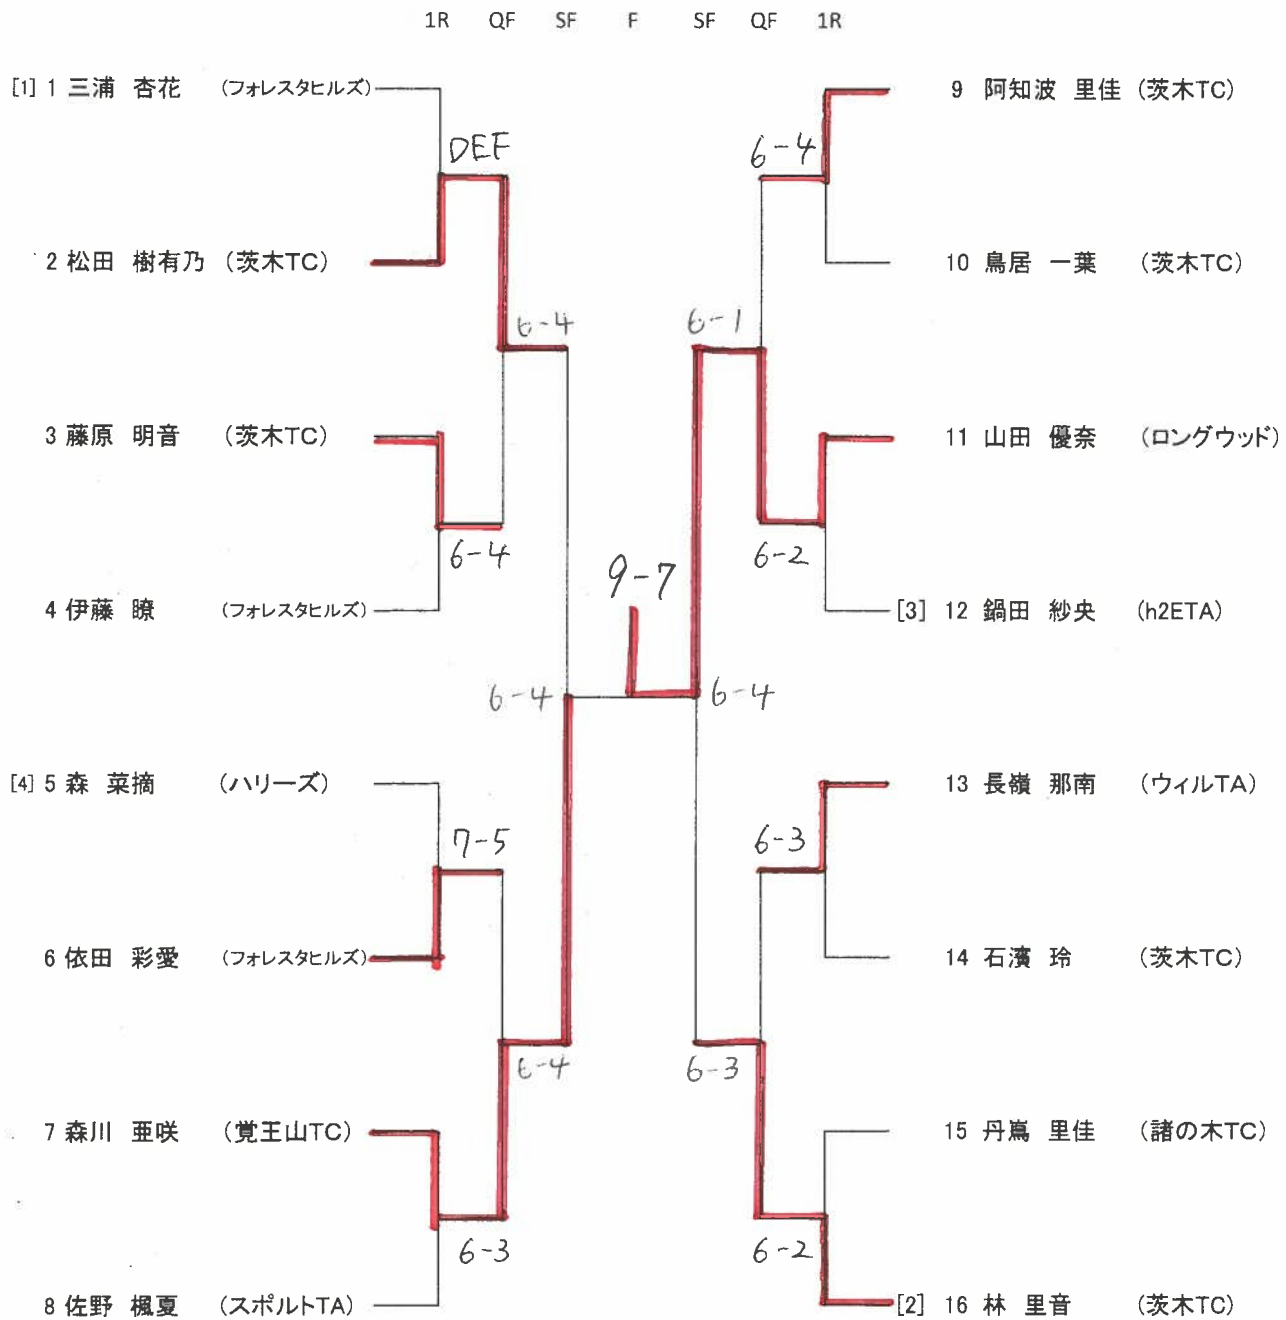 1R QF SF F SF QF 1R
[1] 1 三浦 杏花 (フォレスタヒルズ)
9 阿知波 里佳 (茨木TC)
DEF
6-4
2 松田 樹有乃 (茨木TC)
10 鳥居 一葉 (茨木TC)
6-4
6-1
3 藤原 明音 (茨木TC)
11 山田 優奈 (ロングウッド)
6-4
6-2
9-7
4 伊藤 瞭 (フォレスタヒルズ)
[3] 12 鍋田 紗央 (h2ETA)
6-4
6-4
[4] 5 森 菜摘 (ハリーズ)
13 長嶺 那南 (ウィルTA)
7-5
6-3
6 依田 彩愛 (フォレスタヒルズ)
14 石濱 玲 (茨木TC)
6-4
6-3
7 森川 亜咲 (覚王山TC)
15 丹嶌 里佳 (諸の木TC)
6-3
6-2
8 佐野 楓夏 (スポルトTA)
[2] 16 林 里音 (茨木TC)